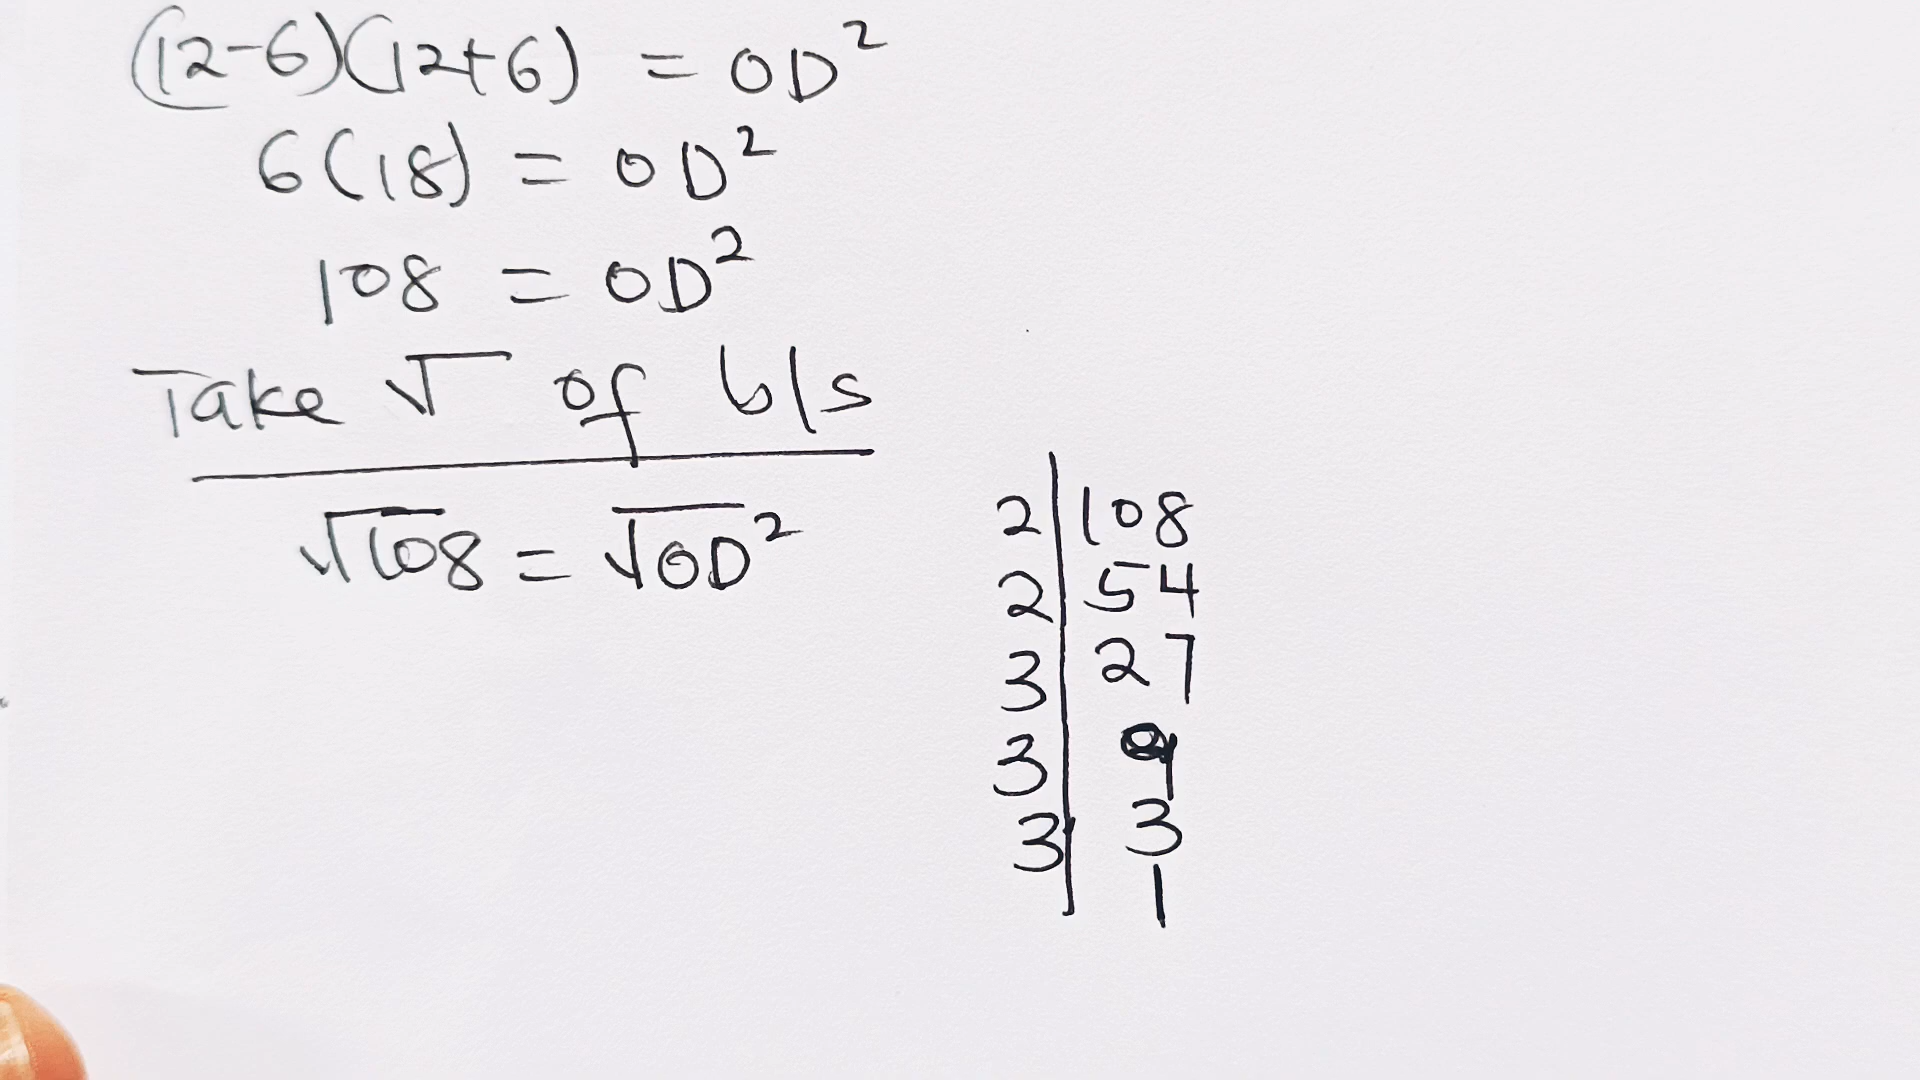 (12-6)(12+6) = OD²
6(18) = OD²
108 = OD²
Take √ of b/s
√108 = √OD²
2 | 108
2 | 54
3 | 27
3 | 9
3 | 3
1